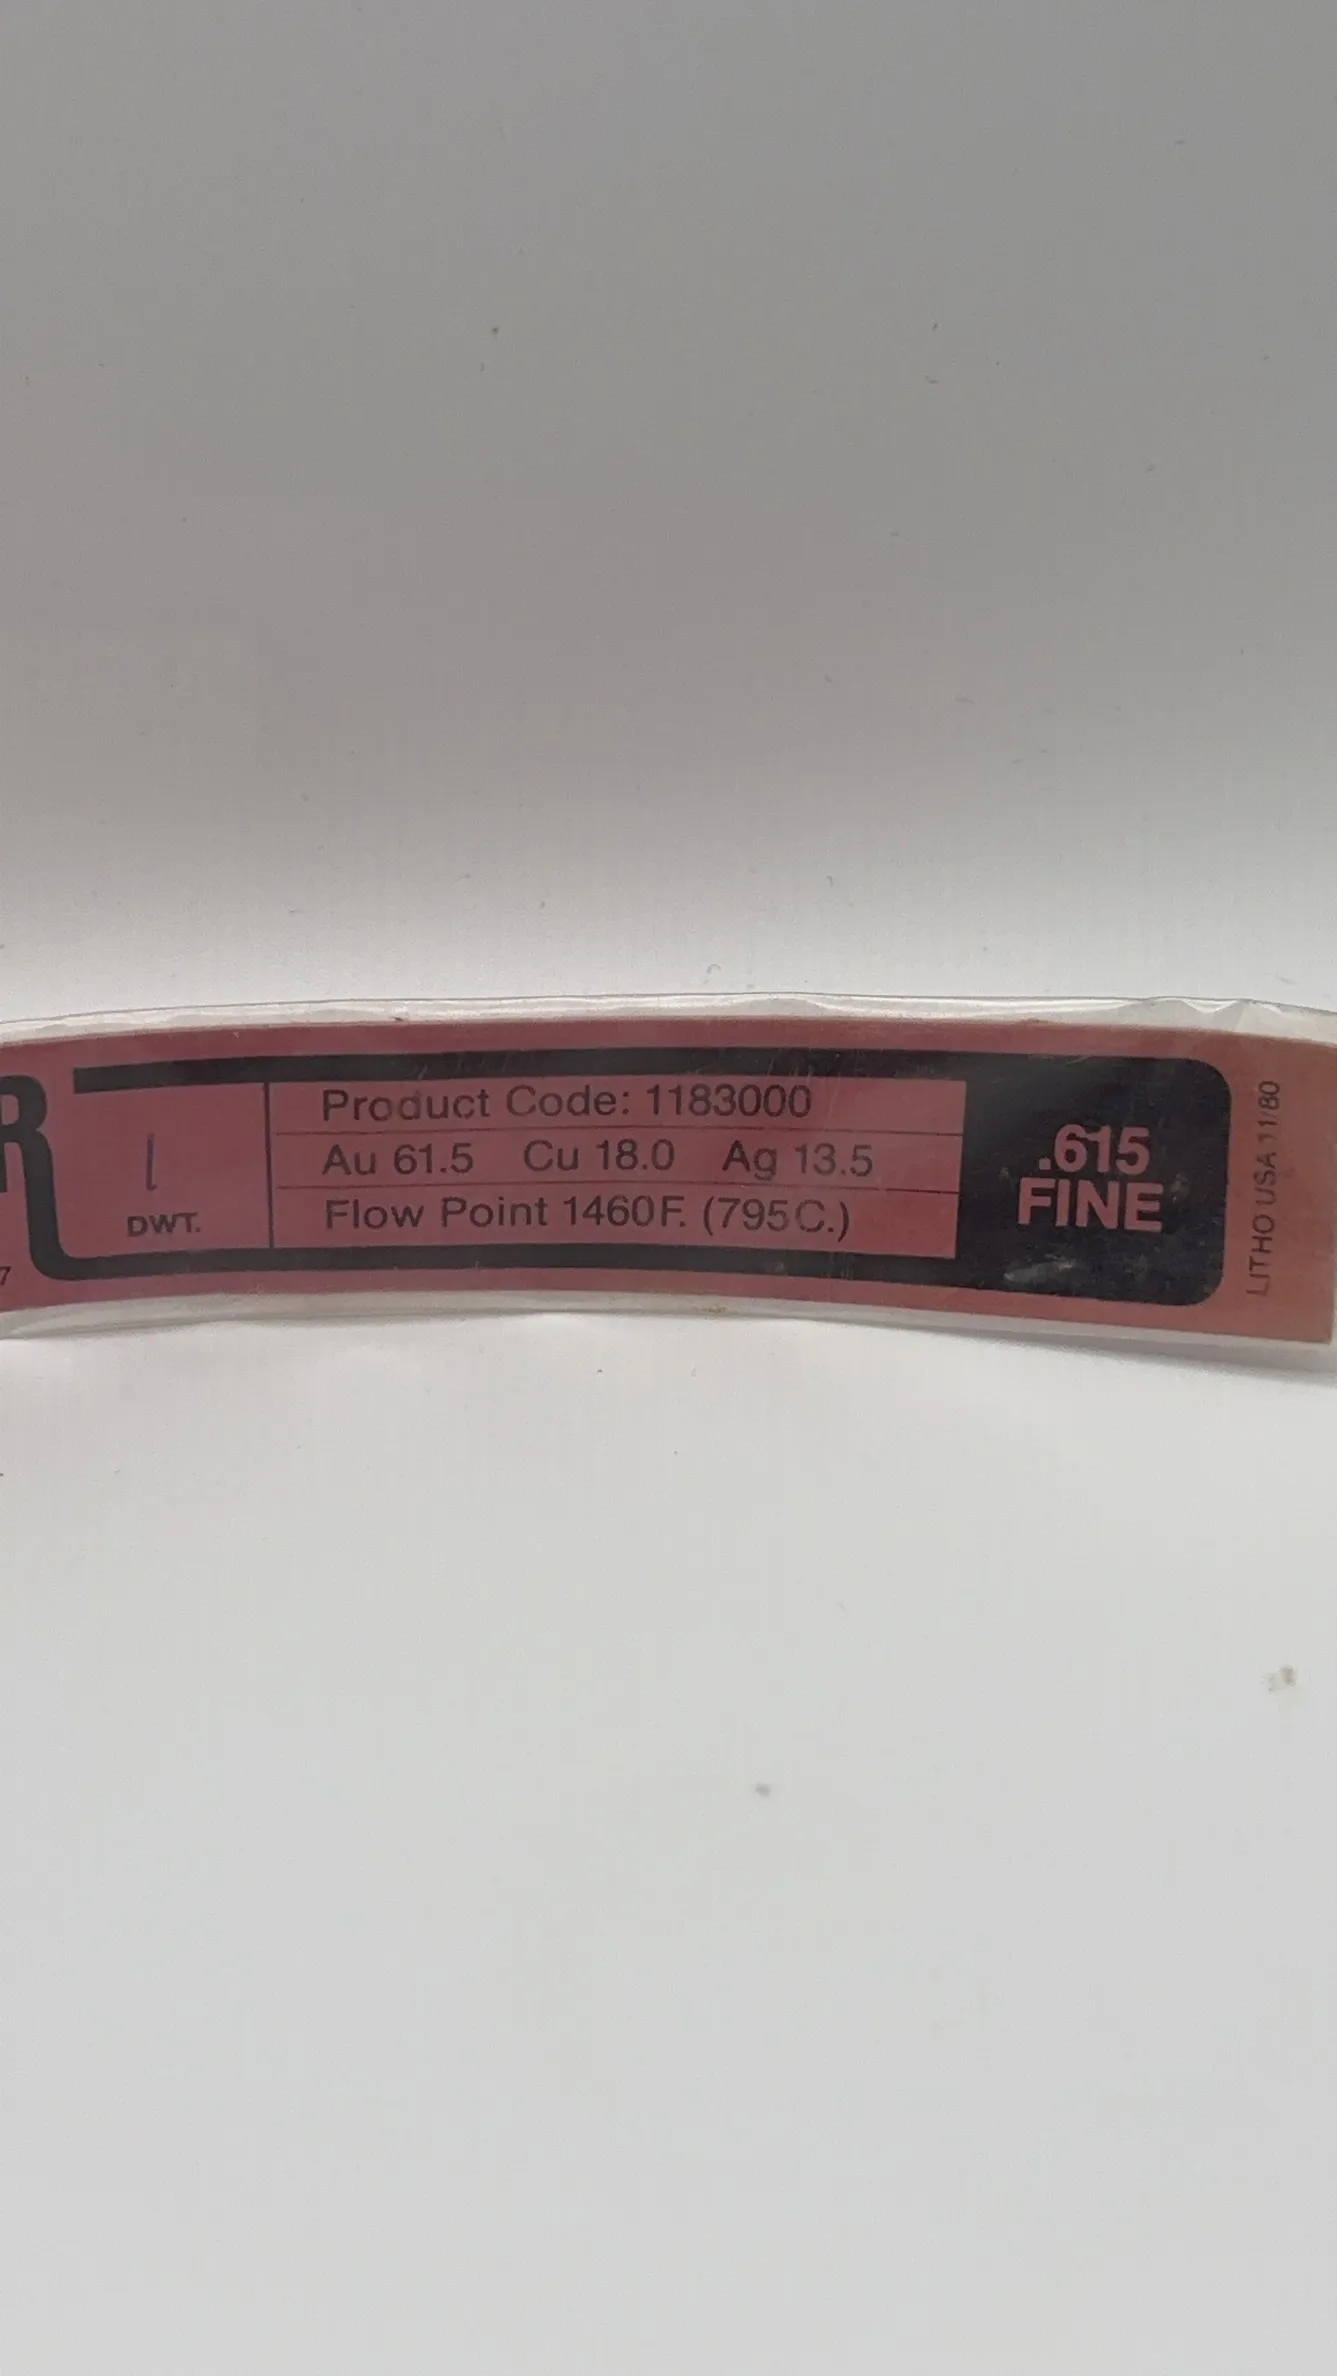 R
l
DWT.
7
Product Code: 1183000
Au 61.5 Cu 18.0 Ag 13.5
Flow Point 1460F. (795C.)
.615
FINE
LITHO USA 11/80